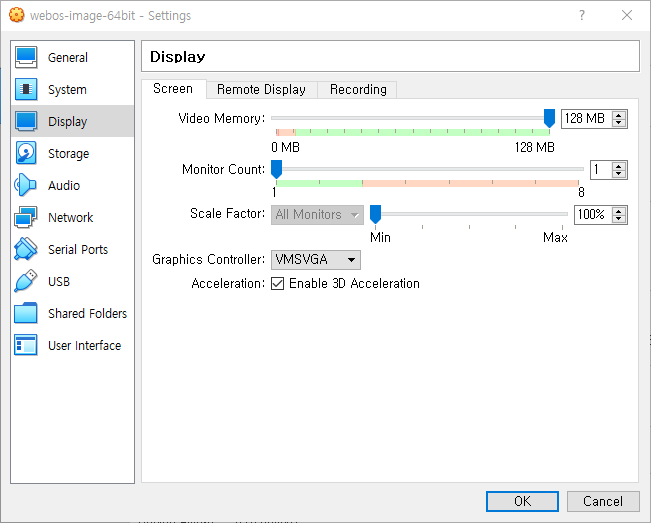 webos-image-64bit - Settings
?
General
System
Display
Storage
Audio
Network
Serial Ports
USB
Shared Folders
User Interface
Display
Screen Remote Display Recording
Video Memory: 128 MB
0 MB 128 MB
Monitor Count: 1
1 8
Scale Factor: All Monitors 100%
Min Max
Graphics Controller: VMSVGA
Acceleration: Enable 3D Acceleration
OK Cancel